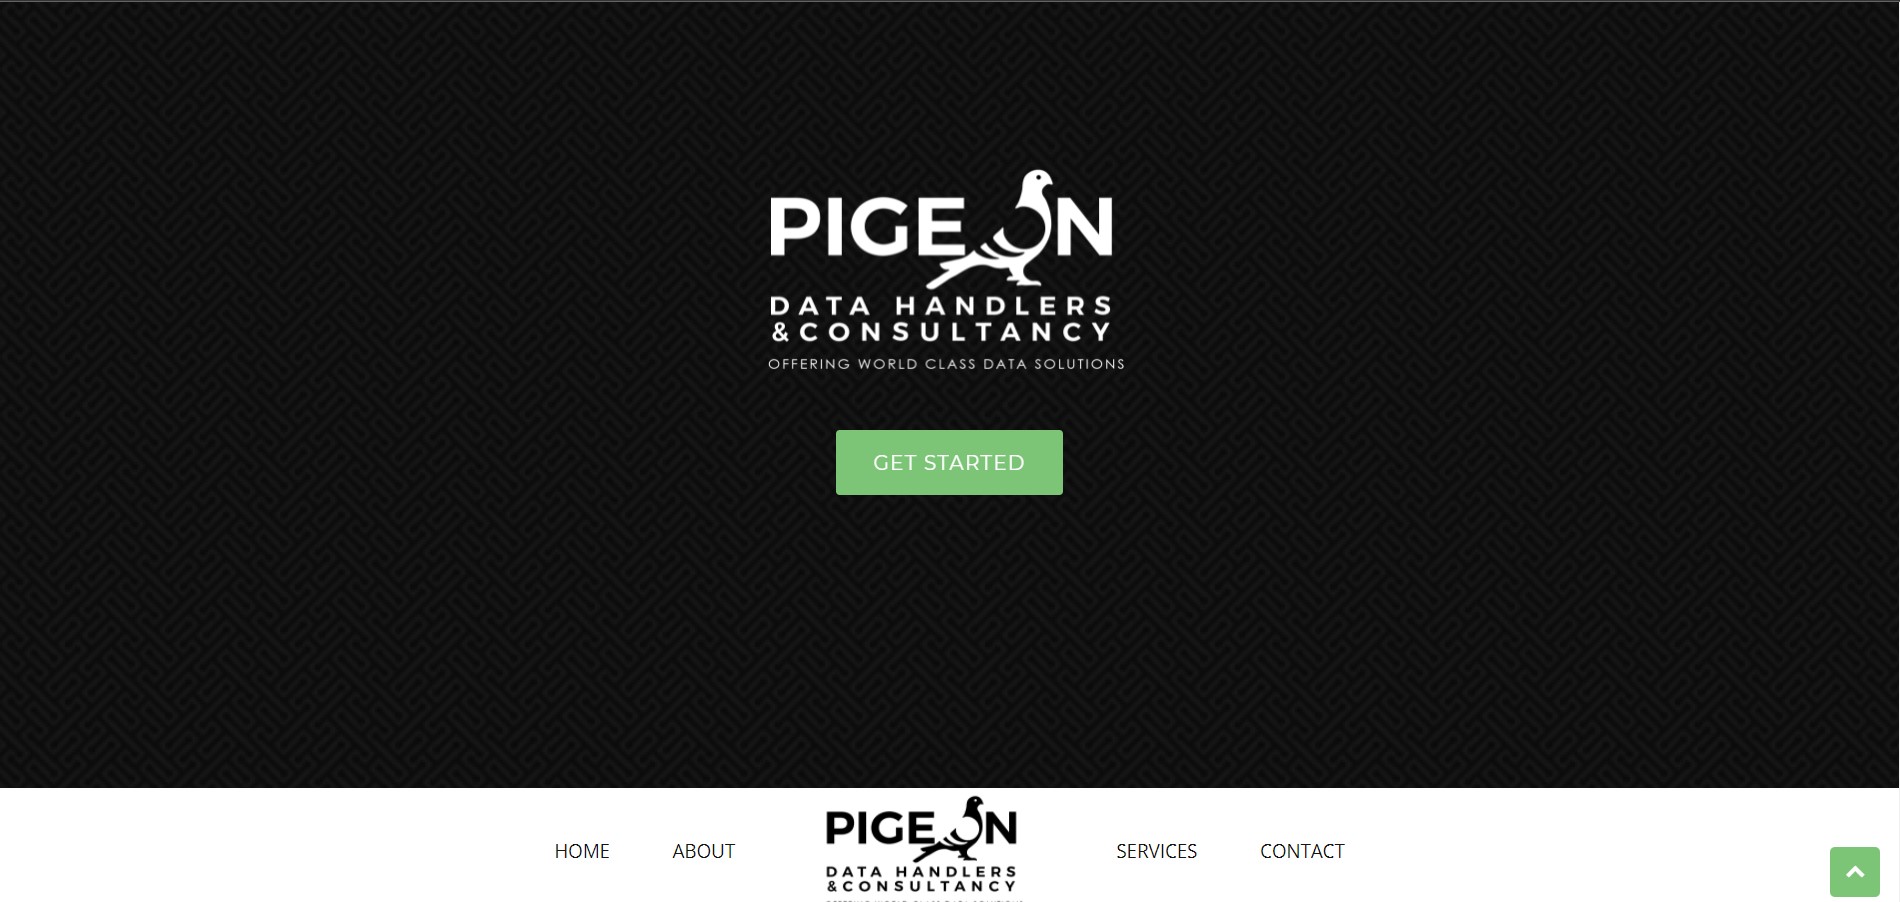 PIGEON
DATA HANDLERS
& CONSULTANCY
OFFERING WORLD CLASS DATA SOLUTIONS
GET STARTED
HOME
ABOUT
PIGEON
DATA HANDLERS
& CONSULTANCY
SERVICES
CONTACT